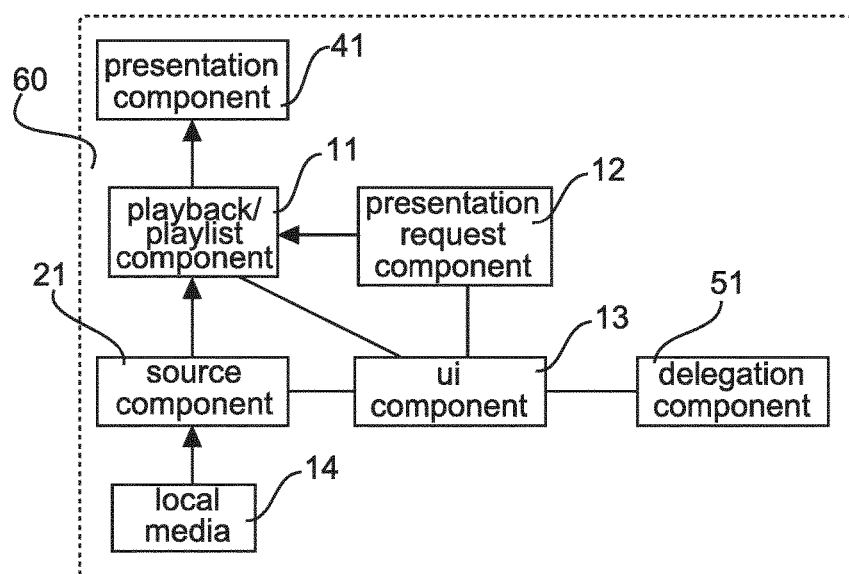 presentation
component
41
60
playback/
playlist
component
11
presentation
request
component
12
21
source
component
ui
component
13
delegation
component
51
local
media
14